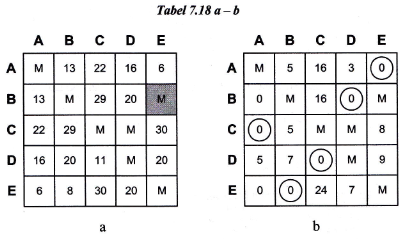 Tabel 7.18 a – b
A B C D E
A M 13 22 16 6
B 13 M 29 20 M
C 22 29 M M 30
D 16 20 11 M 20
E 6 8 30 20 M
a
A B C D E
A M 5 16 3 0
B 0 M 16 0 M
C 0 5 M M 8
D 5 7 0 M 9
E 0 0 24 7 M
b